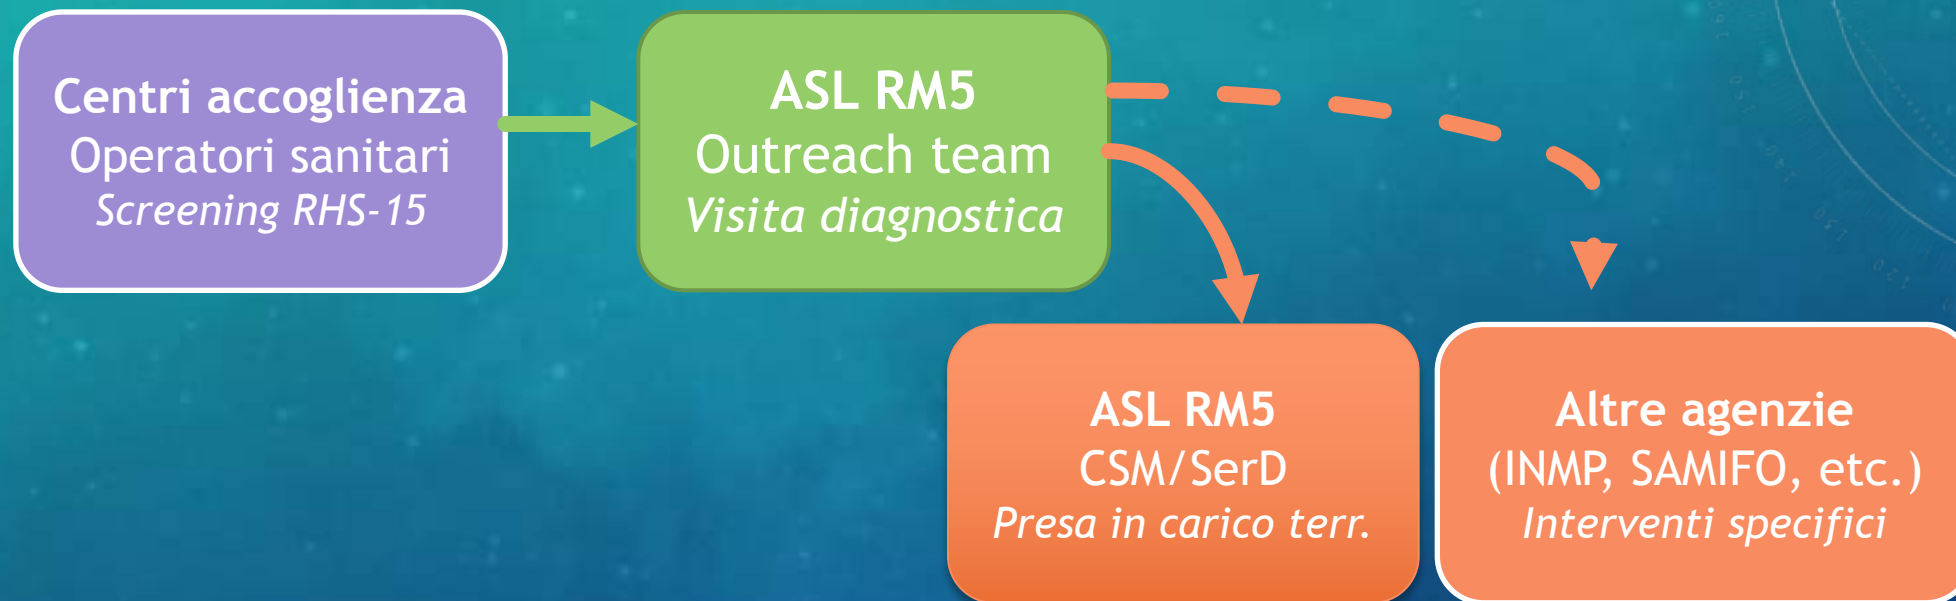 Centri accoglienza
Operatori sanitari
Screening RHS-15
ASL RM5
Outreach team
Visita diagnostica
ASL RM5
CSM/SerD
Presa in carico terr.
Altre agenzie
(INMP, SAMIFO, etc.)
Interventi specifici